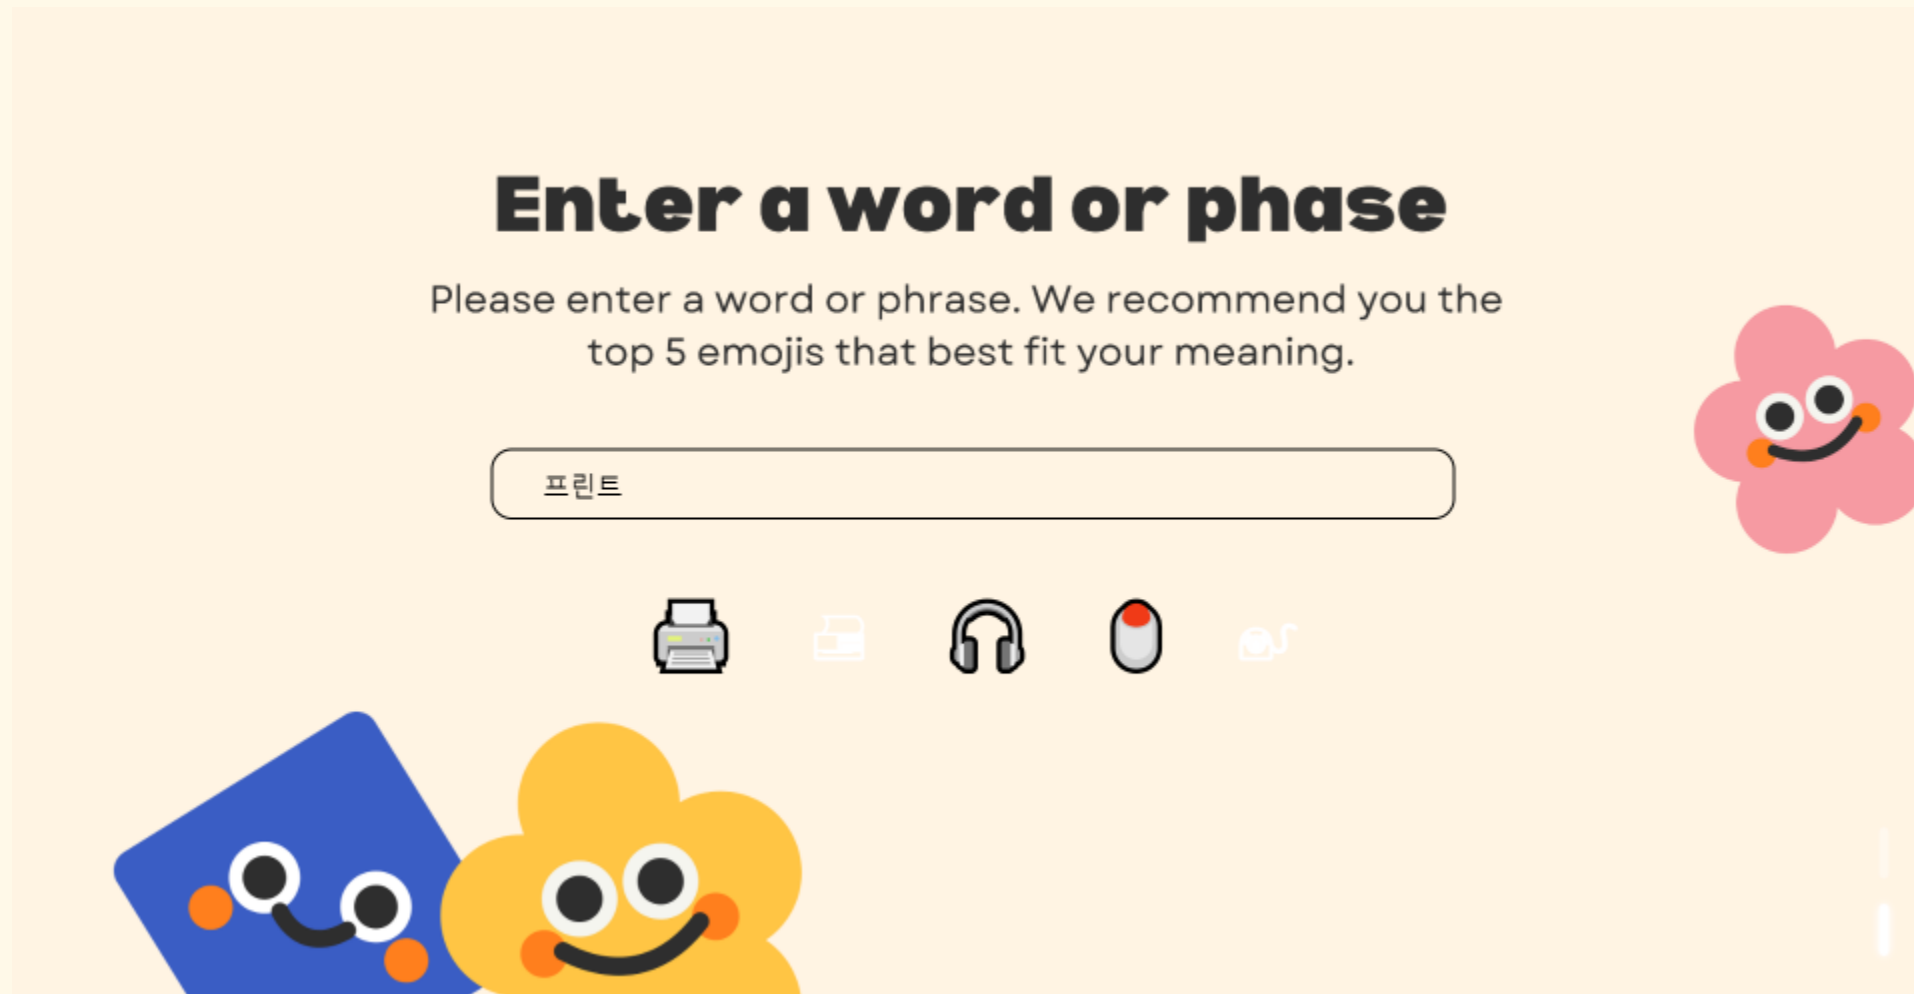 Enter a word or phase
Please enter a word or phrase. We recommend you the
top 5 emojis that best fit your meaning.
프린트